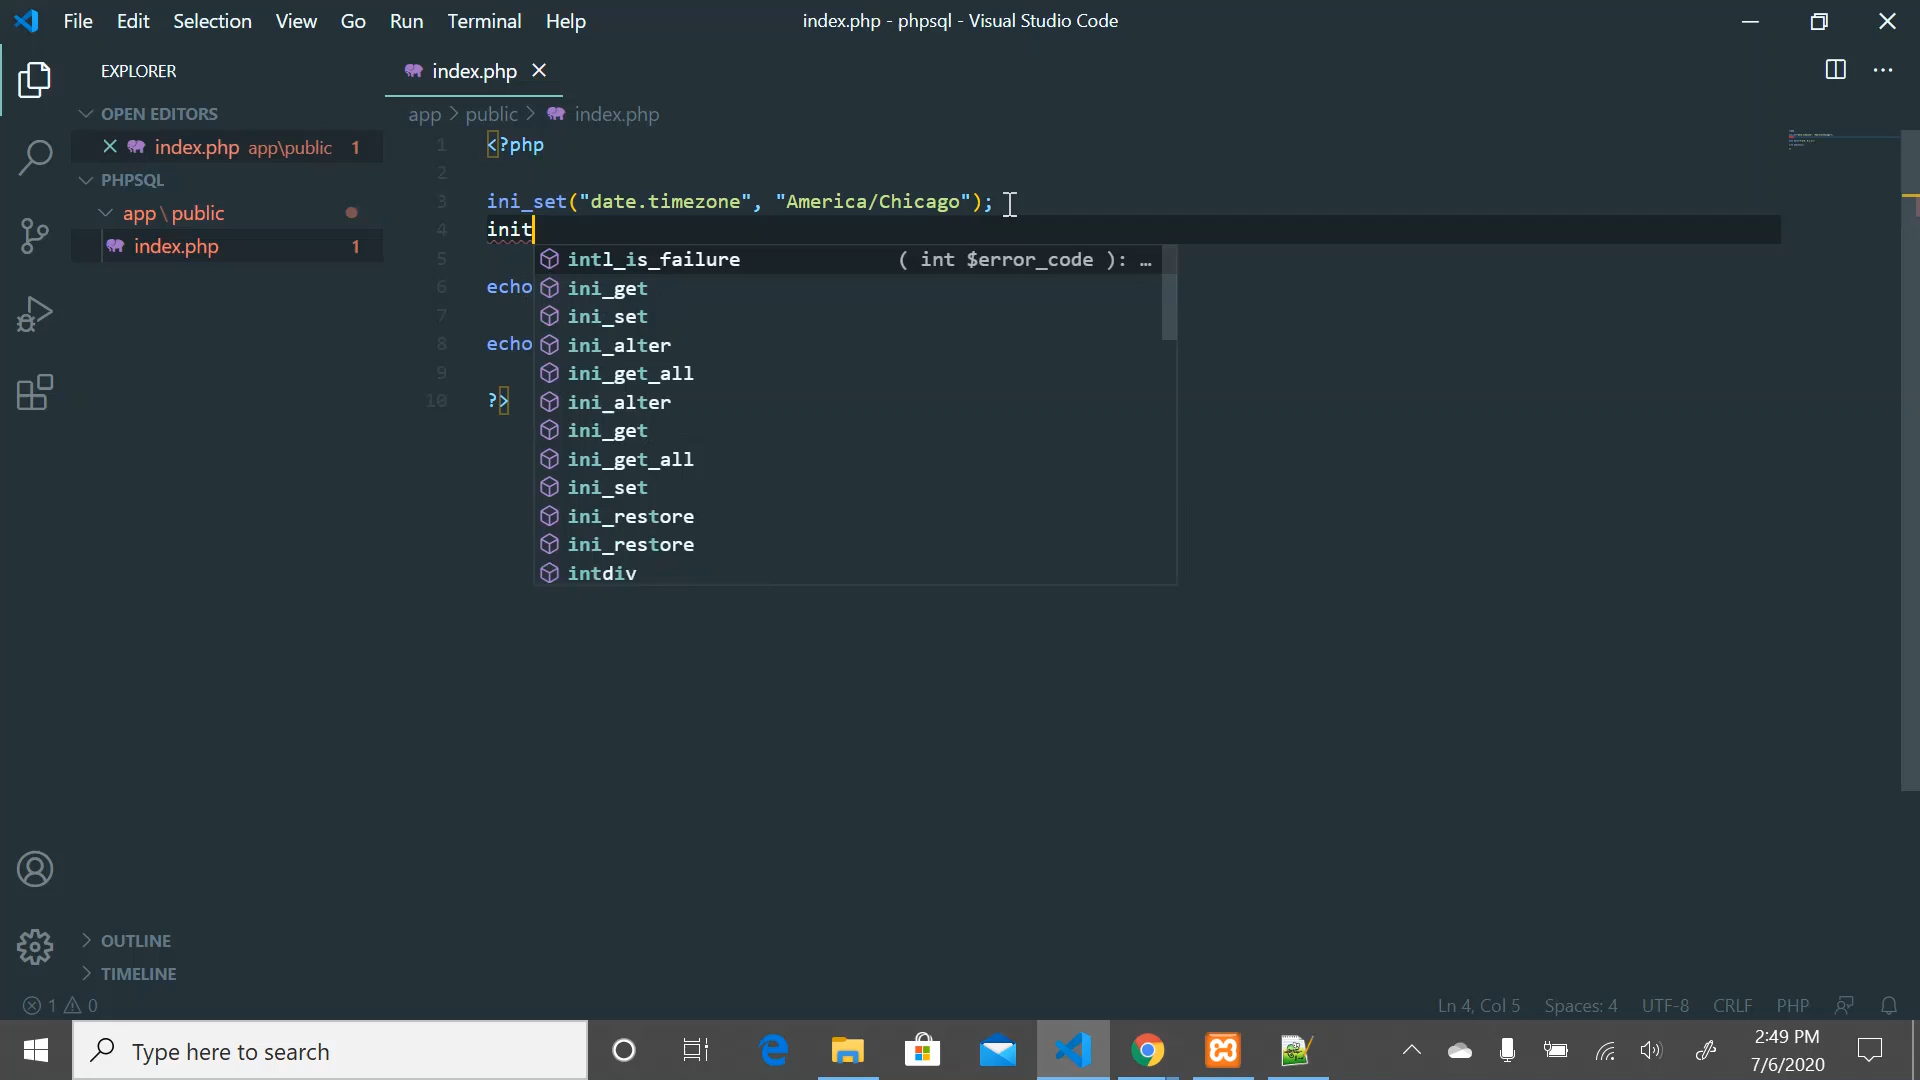 File Edit Selection View Go Run Terminal Help
index.php - phpsql - Visual Studio Code
EXPLORER
OPEN EDITORS
index.php app\public 1
PHPSQL
app \ public
index.php 1
OUTLINE
TIMELINE
index.php
app > public > index.php
1 <?php
2
3 ini_set("date.timezone", "America/Chicago");
4 init
5
6 echo
7
8 echo
9
10 ?>
intl_is_failure ( int $error_code ): …
ini_get
ini_set
ini_alter
ini_get_all
ini_alter
ini_get
ini_get_all
ini_set
ini_restore
ini_restore
intdiv
1 0
Ln 4, Col 5 Spaces: 4 UTF-8 CRLF PHP
Type here to search
2:49 PM
7/6/2020